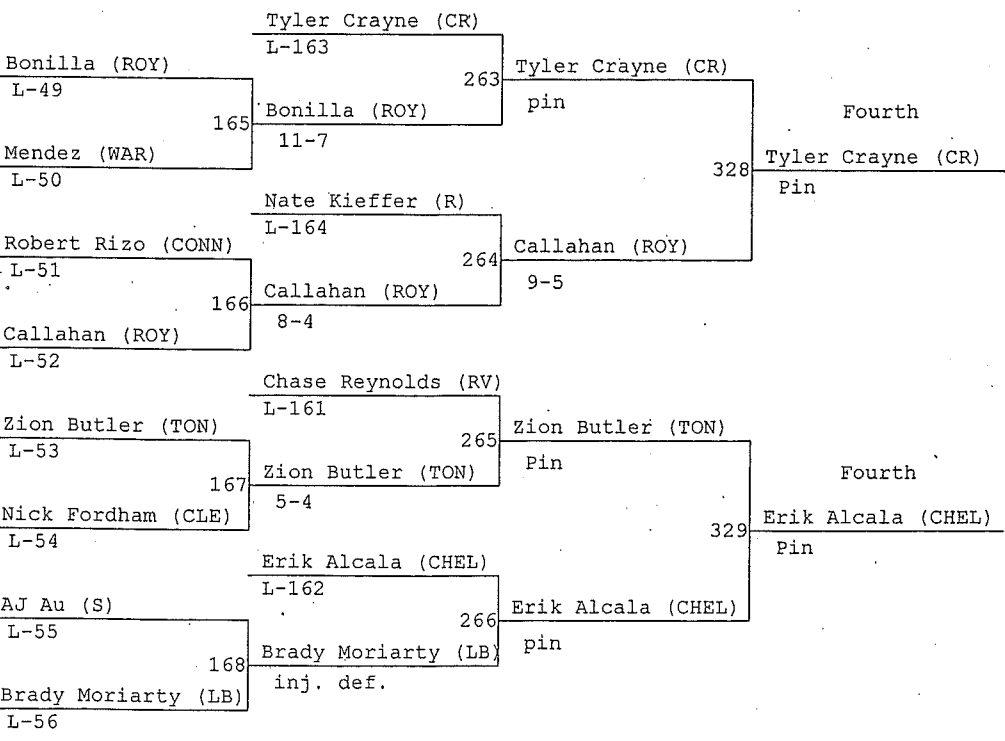 Tyler Crayne (CR)
L-163
Bonilla (ROY)
L-49
263
Tyler Crayne (CR)
pin
165
Bonilla (ROY)
11-7
Fourth
Mendez (WAR)
L-50
328
Tyler Crayne (CR)
Pin
Nate Kieffer (R)
L-164
Robert Rizo (CONN)
L-51
264
Callahan (ROY)
9-5
166
Callahan (ROY)
8-4
Callahan (ROY)
L-52
Chase Reynolds (RV)
L-161
Zion Butler (TON)
L-53
265
Zion Butler (TON)
Pin
167
Zion Butler (TON)
5-4
Fourth
Nick Fordham (CLE)
L-54
329
Erik Alcala (CHEL)
Pin
Erik Alcala (CHEL)
L-162
AJ Au (S)
L-55
266
Erik Alcala (CHEL)
pin
168
Brady Moriarty (LB)
inj. def.
Brady Moriarty (LB)
L-56